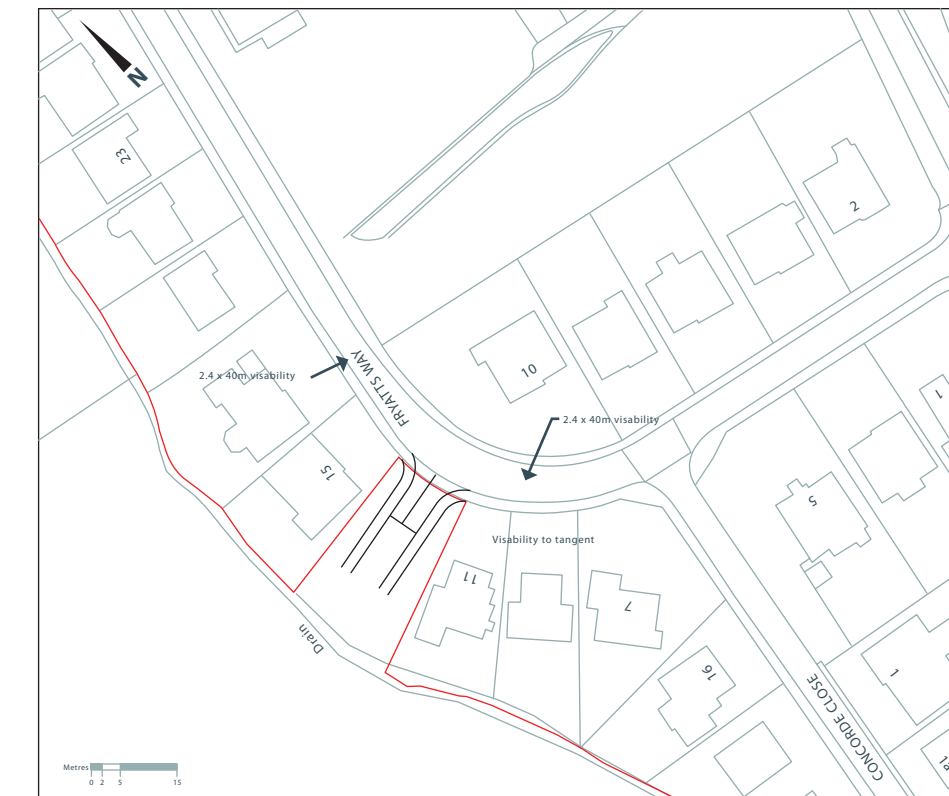 N
23
2
10
2.4 x 40m visability
FRYATTS WAY
2.4 x 40m visability
1
15
5
Visability to tangent
11
7
Drain
16
1
CONCORDE CLOSE
1a
Metres
0 2 5 15